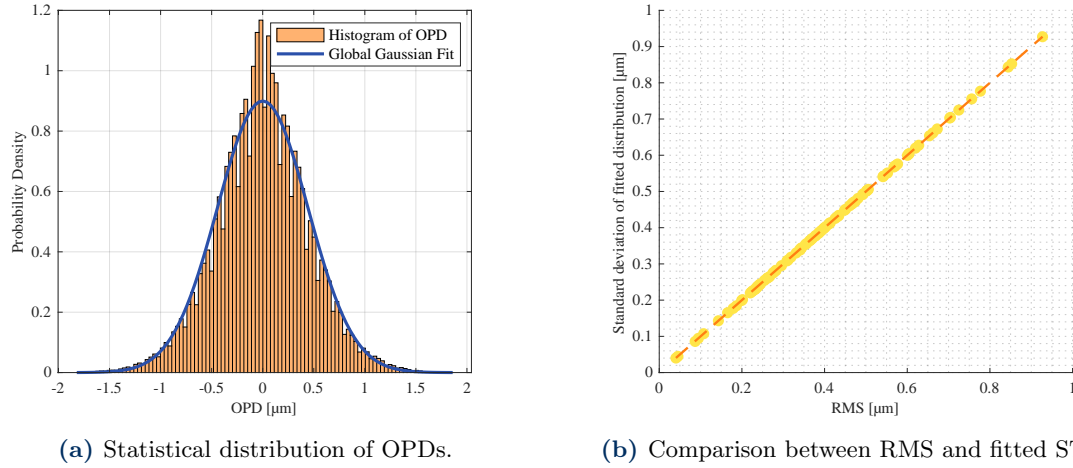 1.2
1
0.8
0.6
0.4
0.2
0
Probability Density
Histogram of OPD
Global Gaussian Fit
-2 -1.5 -1 -0.5 0 0.5 1 1.5 2
OPD [µm]
(a) Statistical distribution of OPDs.
1
0.9
0.8
0.7
0.6
0.5
0.4
0.3
0.2
0.1
0
Standard deviation of fitted distribution [µm]
0 0.2 0.4 0.6 0.8 1
RMS [µm]
(b) Comparison between RMS and fitted ST